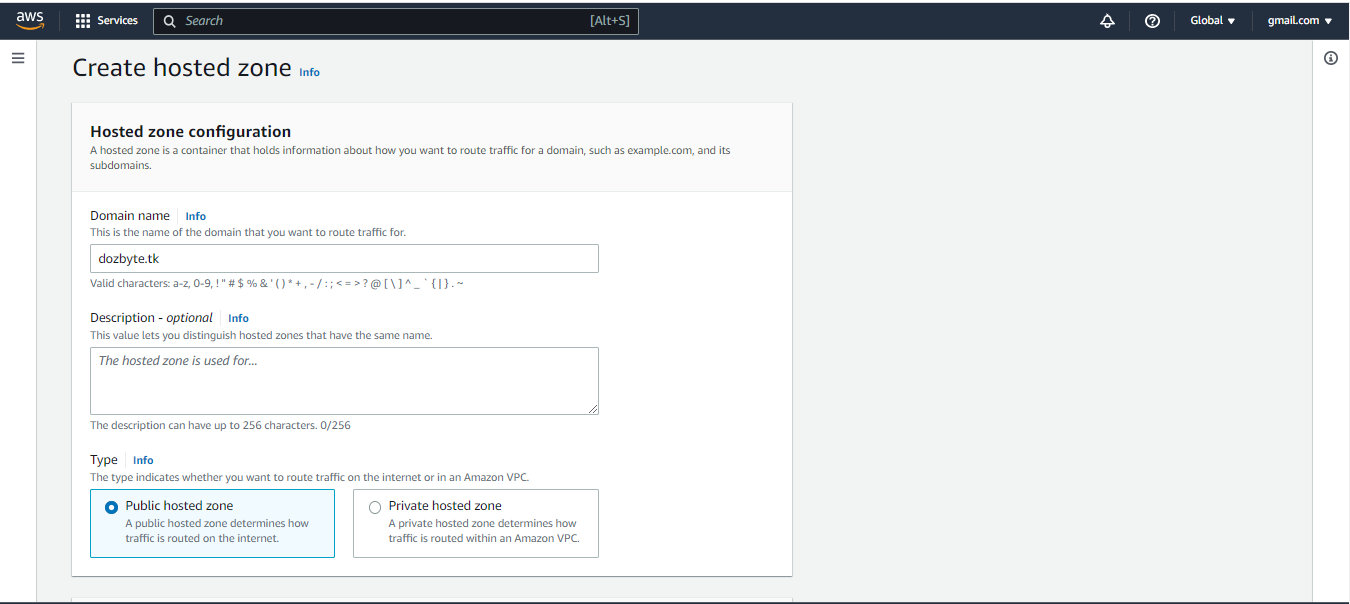 aws Services Search [Alt+S] Global gmail.com
Create hosted zone Info
Hosted zone configuration
A hosted zone is a container that holds information about how you want to route traffic for a domain, such as example.com, and its
subdomains.
Domain name Info
This is the name of the domain that you want to route traffic for.
dozbyte.tk
Valid characters: a-z, 0-9, ! " # $ % & ' ( ) * + , - / : ; < = > ? @ [ \ ] ^ _ ` { | } . ~
Description - optional Info
This value lets you distinguish hosted zones that have the same name.
The hosted zone is used for...
The description can have up to 256 characters. 0/256
Type Info
The type indicates whether you want to route traffic on the internet or in an Amazon VPC.
Public hosted zone
A public hosted zone determines how
traffic is routed on the internet.
Private hosted zone
A private hosted zone determines how
traffic is routed within an Amazon VPC.